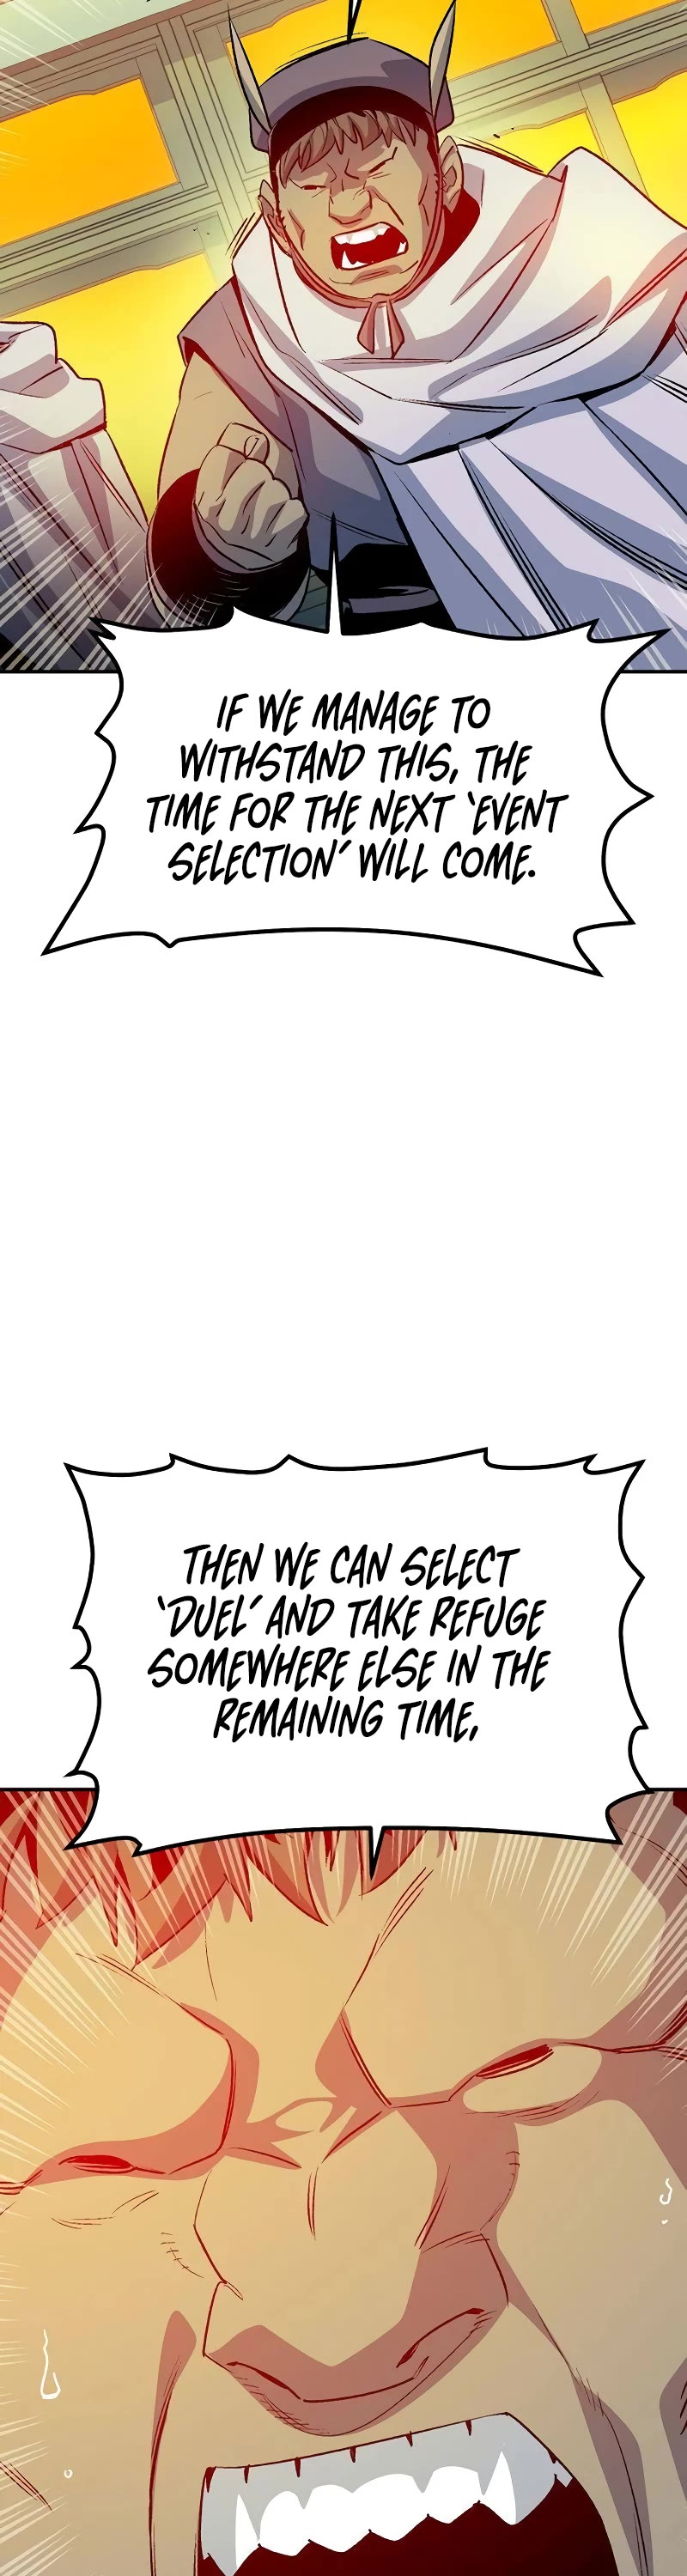 IF WE MANAGE TO
WITHSTAND THIS, THE
TIME FOR THE NEXT 'EVENT
SELECTION' WILL COME.
THEN WE CAN SELECT
'DUEL' AND TAKE REFUGE
SOMEWHERE ELSE IN THE
REMAINING TIME,